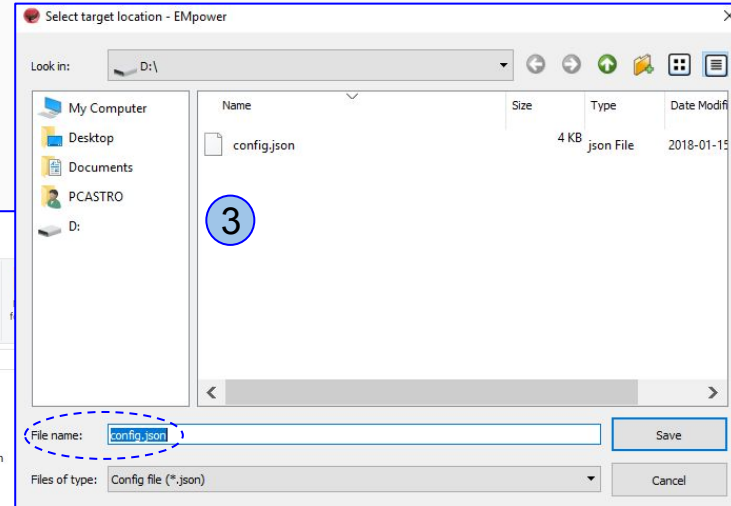 Select target location - EMpower
Look in: D:\
My Computer
Desktop
Documents
PCASTRO
D:
Name Size Type Date Modifi
config.json 4 KB json File 2018-01-15
3
File name: config.json Save
Files of type: Config file (*.json) Cancel